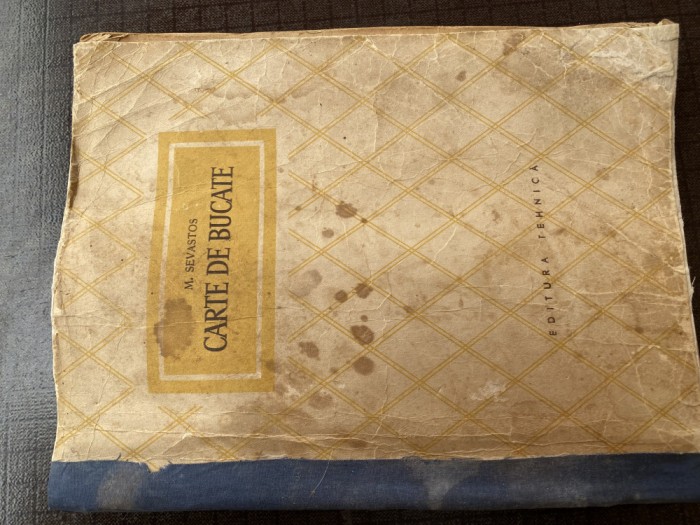 M. SEVASTOS
CARTE DE BUCATE
EDITURA TEHNICĂ